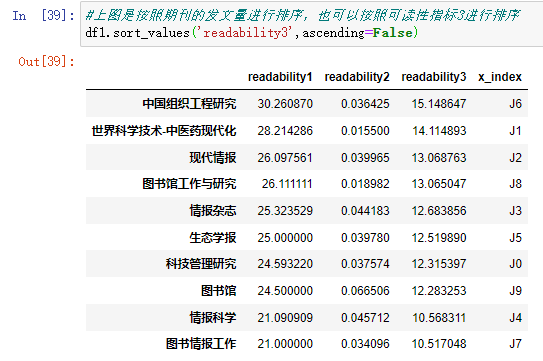 In [39]: #上图是按照期刊的发文量进行排序，也可以按照可读性指标3进行排序
df1.sort_values('readability3',ascending=False)
Out[39]:
readability1 readability2 readability3 x_index
中国组织工程研究 30.260870 0.036425 15.148647 J6
世界科学技术-中医药现代化 28.214286 0.015500 14.114893 J1
现代情报 26.097561 0.039965 13.068763 J2
图书馆工作与研究 26.111111 0.018982 13.065047 J8
情报杂志 25.323529 0.044183 12.683856 J3
生态学报 25.000000 0.039780 12.519890 J5
科技管理研究 24.593220 0.037574 12.315397 J0
图书馆 24.500000 0.066506 12.283253 J9
情报科学 21.090909 0.045712 10.568311 J4
图书情报工作 21.000000 0.034096 10.517048 J7